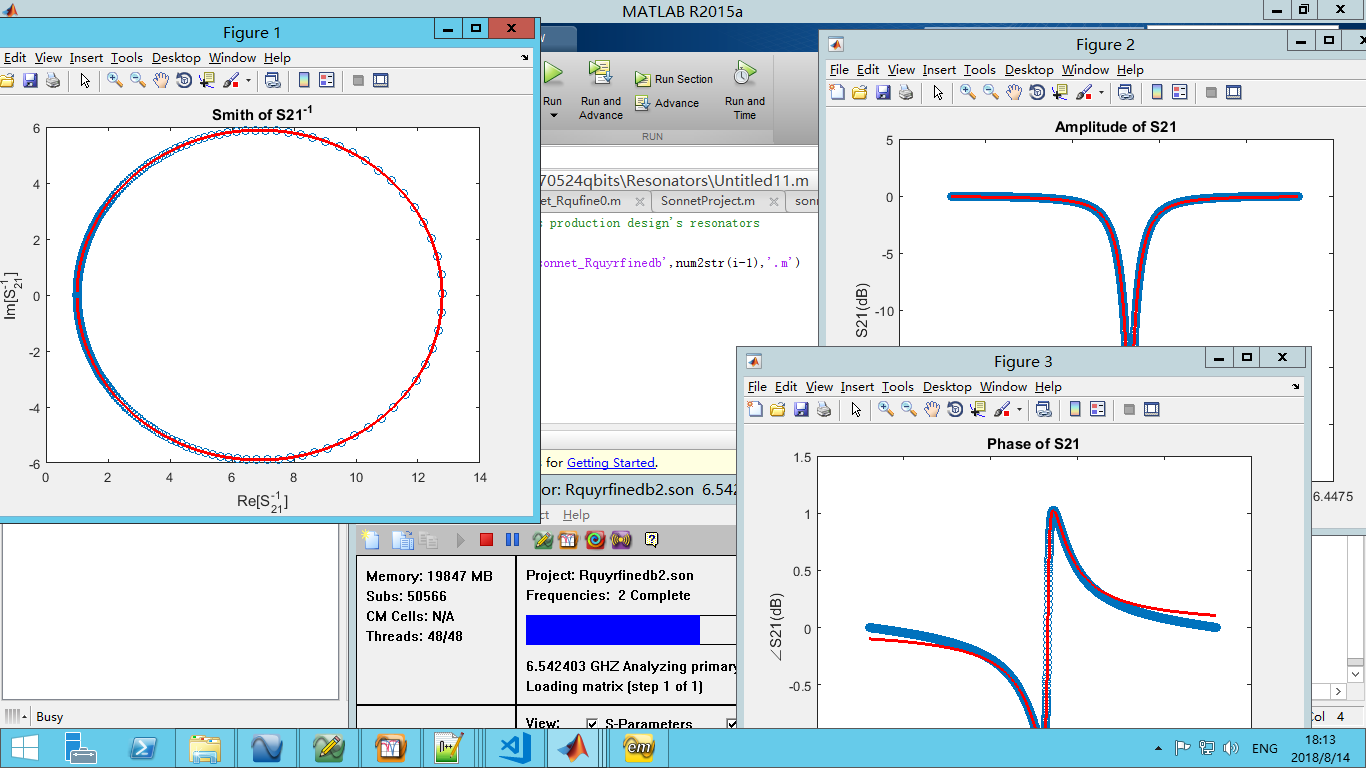 MATLAB R2015a
Figure 1
Edit View Insert Tools Desktop Window Help
Smith of S21⁻¹
6
4
2
0
-2
-4
-6
Im[S₂₁⁻¹]
0 2 4 6 8 10 12 14
Re[S₂₁⁻¹]
Run
Run and Advance
Run Section
Advance
Run and Time
RUN
70524qbits\Resonators\Untitled11.m
et_Rqufine0.m
SonnetProject.m
sonn
production design's resonators
onnet_Rquyrfinedb',num2str(i-1),'.m')
s for Getting Started.
Figure 2
File Edit View Insert Tools Desktop Window Help
Amplitude of S21
5
0
-5
-10
S21(dB)
6.4475
Figure 3
File Edit View Insert Tools Desktop Window Help
Phase of S21
1.5
1
0.5
0
-0.5
∠S21(dB)
or: Rquyrfinedb2.son 6.542
ct Help
Memory: 19847 MB
Subs: 50566
CM Cells: N/A
Threads: 48/48
Project: Rquyrfinedb2.son
Frequencies: 2 Complete
6.542403 GHZ Analyzing primary
Loading matrix (step 1 of 1)
View:
S-Parameters
Busy
Col 4
n++
em
ENG
18:13
2018/8/14